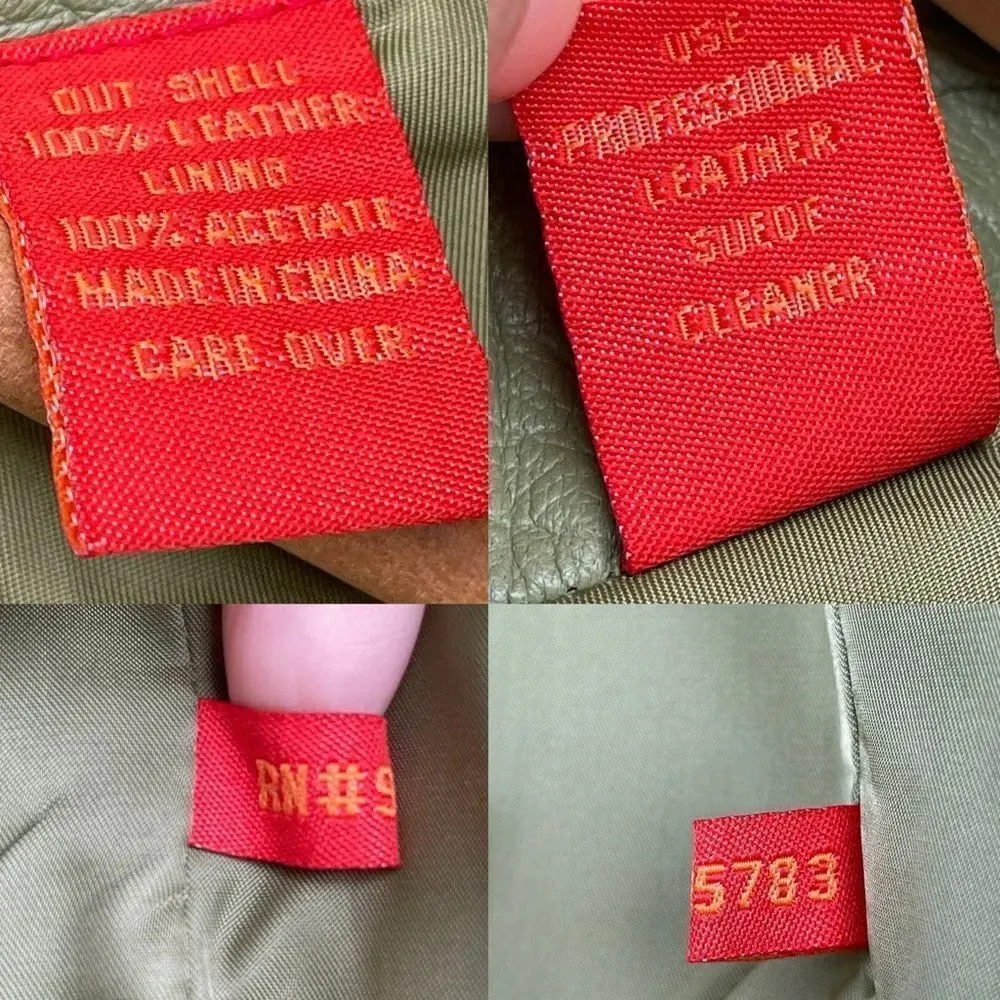 OUT SHELL
100% LEATHER
LINING
100% ACETATE
MADE IN CHINA
CARE OVER
USE
PROFESSIONAL
LEATHER
SUEDE
CLEANER
RN#9
5783